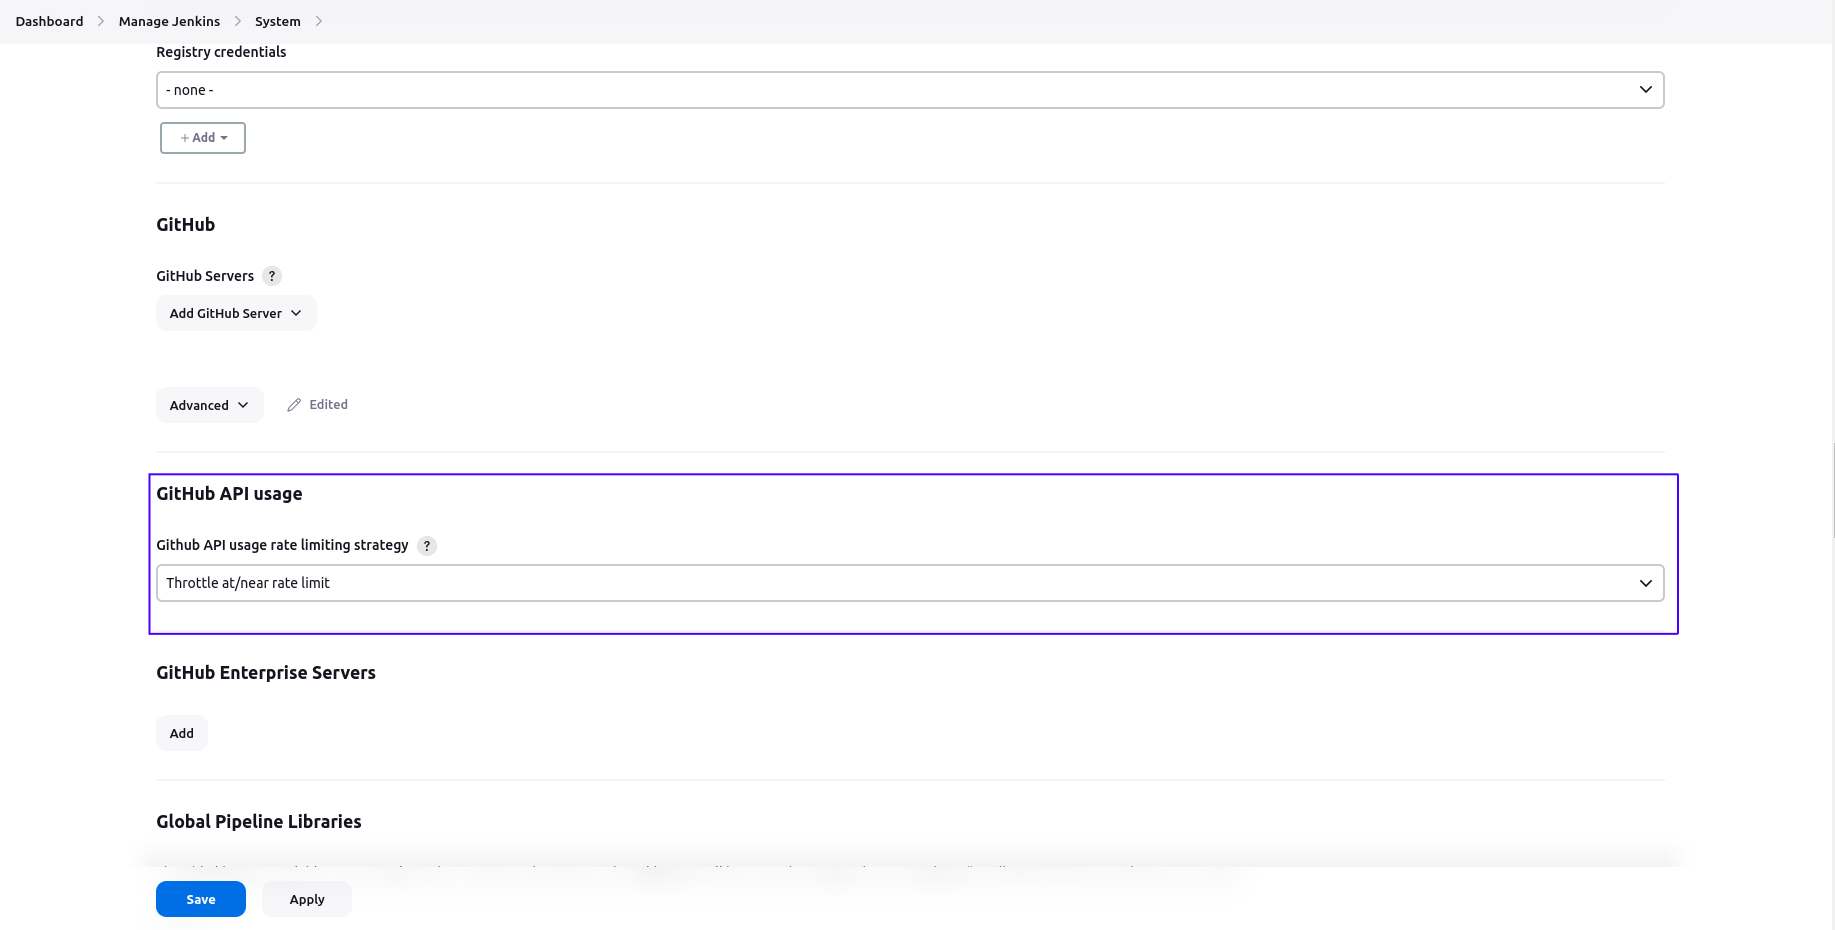 Dashboard > Manage Jenkins > System >
Registry credentials
- none -
+ Add
GitHub
GitHub Servers ?
Add GitHub Server
Advanced Edited
GitHub API usage
Github API usage rate limiting strategy ?
Throttle at/near rate limit
GitHub Enterprise Servers
Add
Global Pipeline Libraries
Save Apply